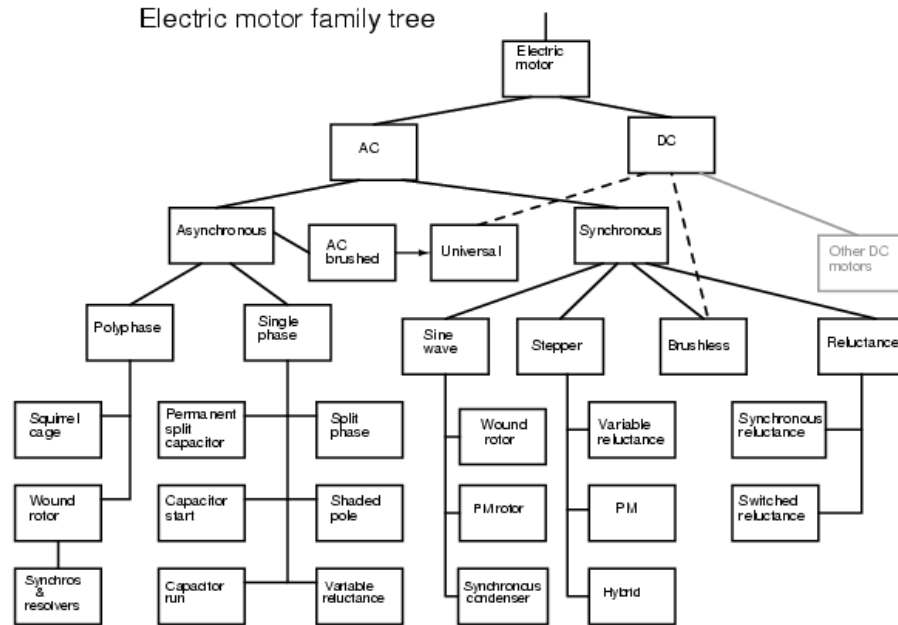 Electric motor family tree
Electric
motor
AC
DC
Asynchronous
AC
brushed
Universal
Synchronous
Other DC
motors
Polyphase
Single
phase
Sine
wave
Stepper
Brushless
Reluctance
Squirrel
cage
Permanent
split
capacitor
Split
phase
Wound
rotor
Variable
reluctance
Synchronous
reluctance
Wound
rotor
Capacitor
start
Shaded
pole
PM rotor
PM
Switched
reluctance
Synchros
&
resolvers
Capacitor
run
Variable
reluctance
Synchroncus
condenser
Hybrid